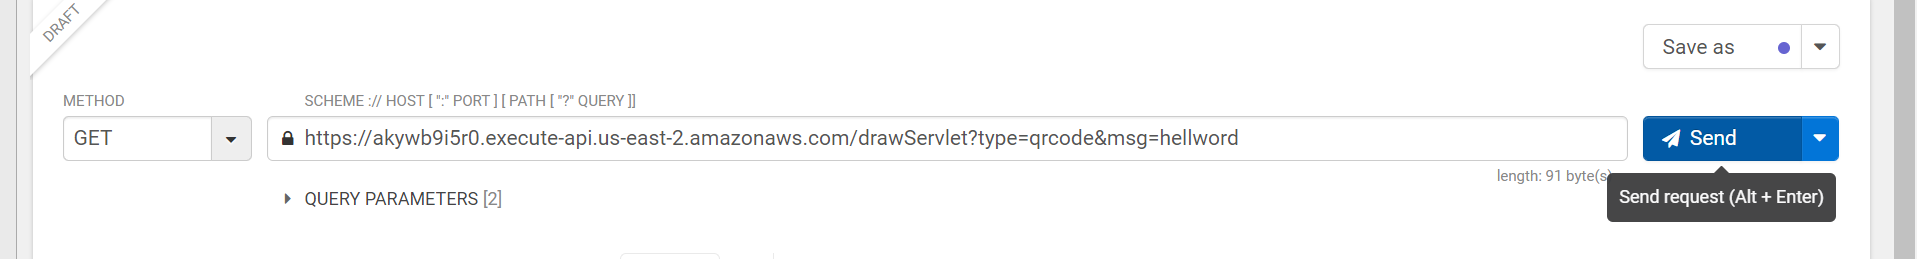 DRAFT
Save as
METHOD
SCHEME :// HOST [ ":" PORT ] [ PATH [ "?" QUERY ]]
GET
https://akywb9i5r0.execute-api.us-east-2.amazonaws.com/drawServlet?type=qrcode&msg=hellword
Send
length: 91 byte(s)
Send request (Alt + Enter)
QUERY PARAMETERS [2]